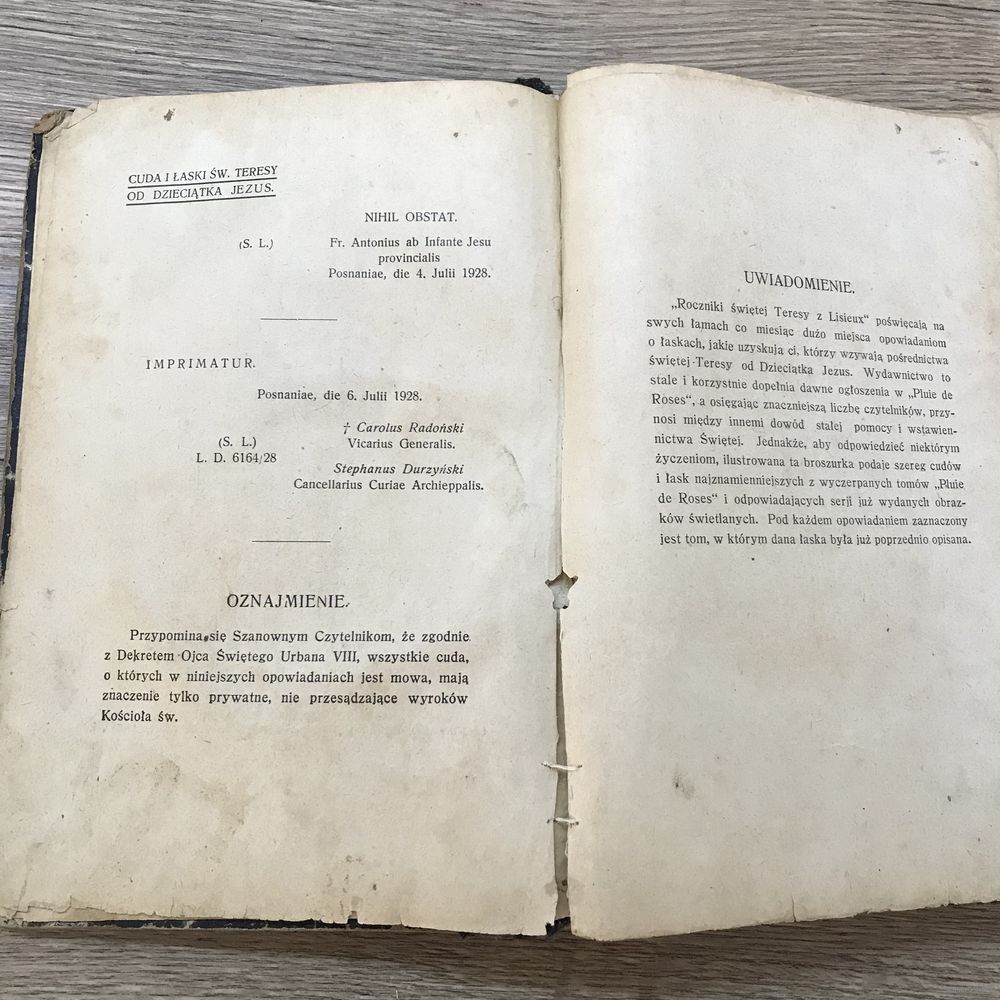 CUDA I ŁASKI ŚW. TERESY
OD DZIECIĄTKA JEZUS.
NIHIL OBSTAT.
(S. L.) Fr. Antonius ab Infante Jesu
provincialis
Posnaniae, die 4. Julii 1928.
IMPRIMATUR.
Posnaniae, die 6. Julii 1928.
† Carolus Radoński
(S. L.) Vicarius Generalis.
L. D. 6164/28
Stephanus Durzyński
Cancellarius Curiae Archieppalis.
OZNAJMIENIE.
Przypomina się Szanownym Czytelnikom, że zgodnie
z Dekretem Ojca Świętego Urbana VIII, wszystkie cuda,
o których w niniejszych opowiadaniach jest mowa, mają
znaczenie tylko prywatne, nie przesądzające wyroków
Kościoła św.
UWIADOMIENIE.
„Roczniki świętej Teresy z Lisieux“ poświęcają na
swych łamach co miesiąc dużo miejsca opowiadaniom
o łaskach, jakie uzyskują ci, którzy wzywają pośrednictwa
świętej Teresy od Dzieciątka Jezus. Wydawnictwo to
stale i korzystnie dopełnia dawne ogłoszenia w „Pluie de
Roses“, a osięgając znaczniejszą liczbę czytelników, przy-
nosi między innemi dowód stałej pomocy i wstawien-
nictwa Świętej. Jednakże, aby odpowiedzieć niektórym
życzeniom, ilustrowana ta broszurka podaje szereg cudów
i łask najznamienniejszych z wyczerpanych tomów „Pluie
de Roses“ i odpowiadających serji już wydanych obraz-
ków świetlanych. Pod każdem opowiadaniem zaznaczony
jest tom, w którym dana łaska była już poprzednio opisana.